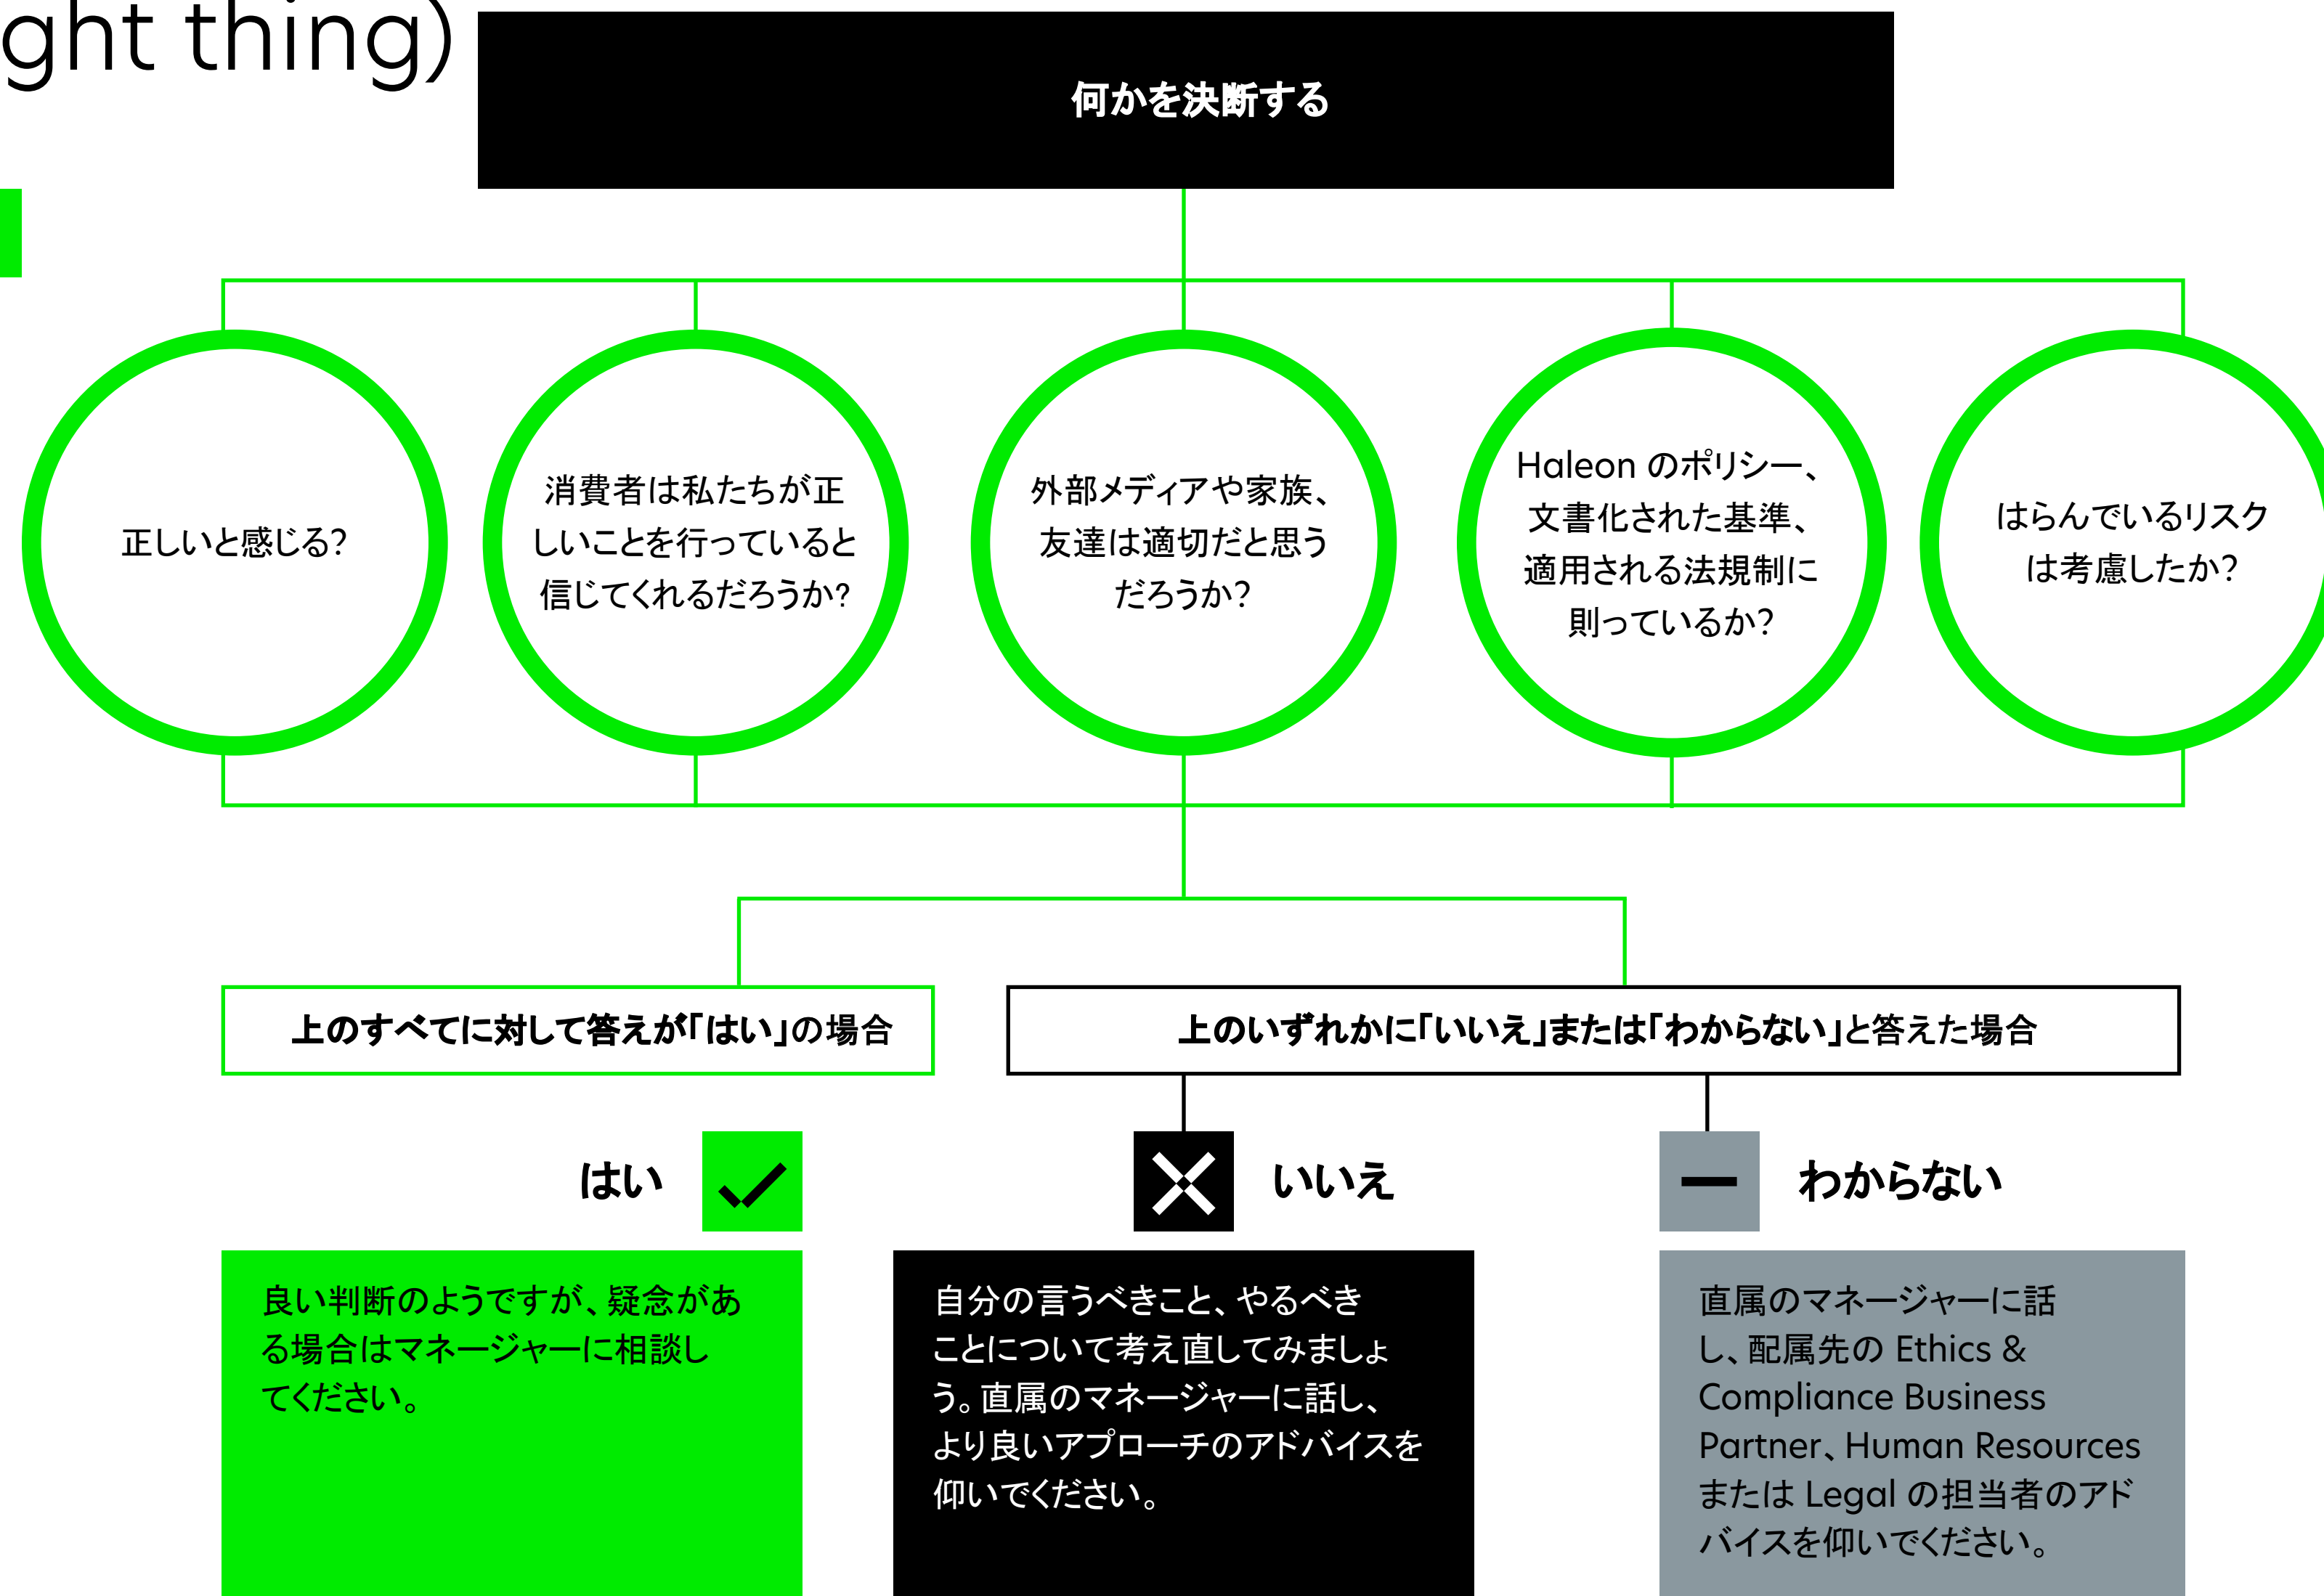 ght thing)
何かを決断する
正しいと感じる?
消費者は私たちが正
しいことを行っていると
信じてくれるだろうか?
外部メディアや家族、
友達は適切だと思う
だろうか?
Haleon のポリシー、
文書化された基準、
適用される法規制に
則っているか?
はらんでいるリスク
は考慮したか?
上のすべてに対して答えが「はい」の場合
上のいずれかに「いいえ」または「わからない」と答えた場合
はい
いいえ
わからない
良い判断のようですが、疑念があ
る場合はマネージャーに相談し
てください。
自分の言うべきこと、やるべき
ことについて考え直してみましょ
う。直属のマネージャーに話し、
より良いアプローチのアドバイスを
仰いでください。
直属のマネージャーに話
し、配属先の Ethics &
Compliance Business
Partner、Human Resources
または Legal の担当者のアド
バイスを仰いでください。